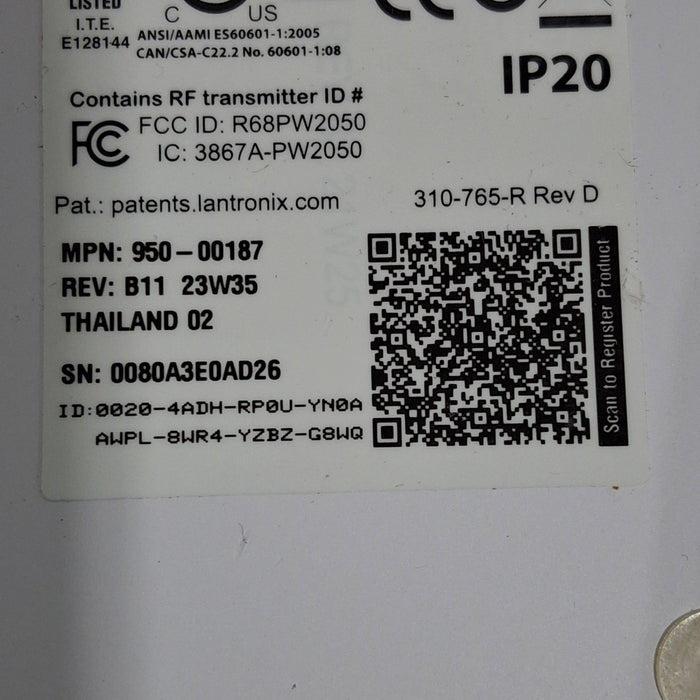 LISTED
I.T.E.
E128144
C US
ANSI/AAMI ES60601-1:2005
CAN/CSA-C22.2 No. 60601-1:08
IP20
Contains RF transmitter ID #
FC FCC ID: R68PW2050
IC: 3867A-PW2050
Pat.: patents.lantronix.com
310-765-R Rev D
MPN: 950-00187
REV: B11 23W35
THAILAND 02
SN: 0080A3E0AD26
ID:0020-4ADH-RP0U-YN0A
AWPL-8WR4-YZBZ-G8WQ
Scan to Register Product